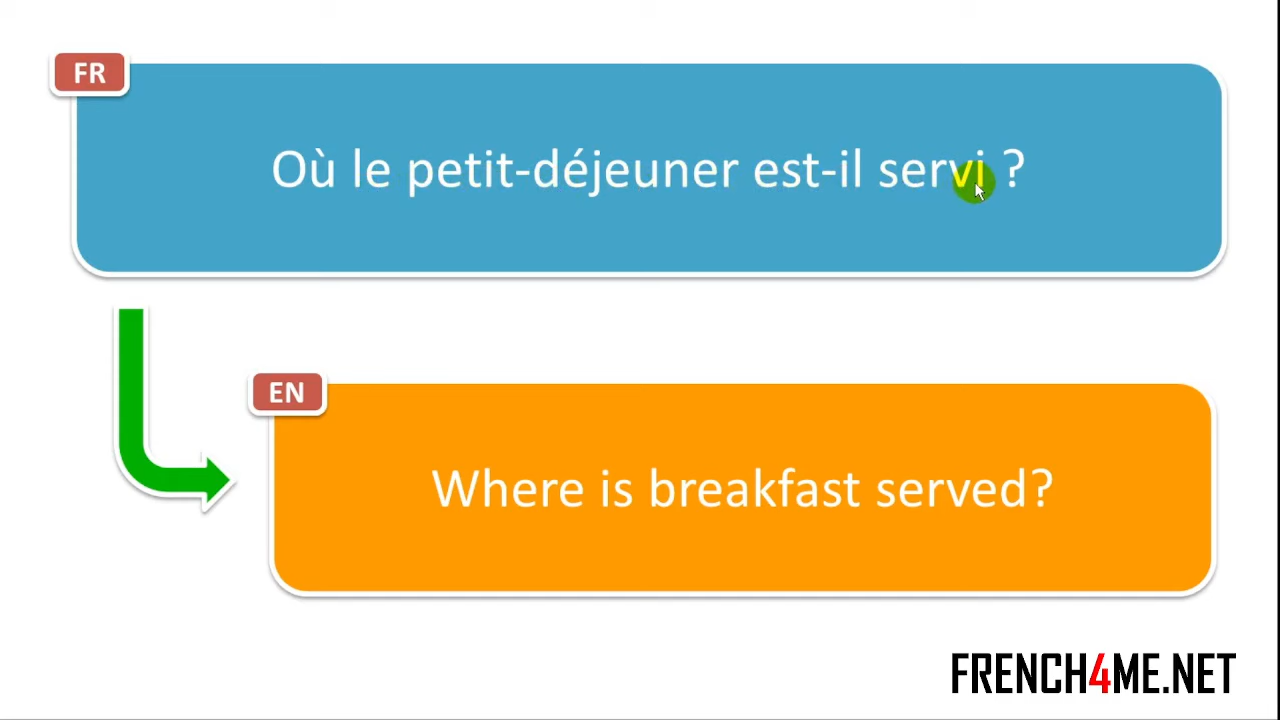 FR
Où le petit-déjeuner est-il servi ?
EN
Where is breakfast served?
FRENCH4ME.NET